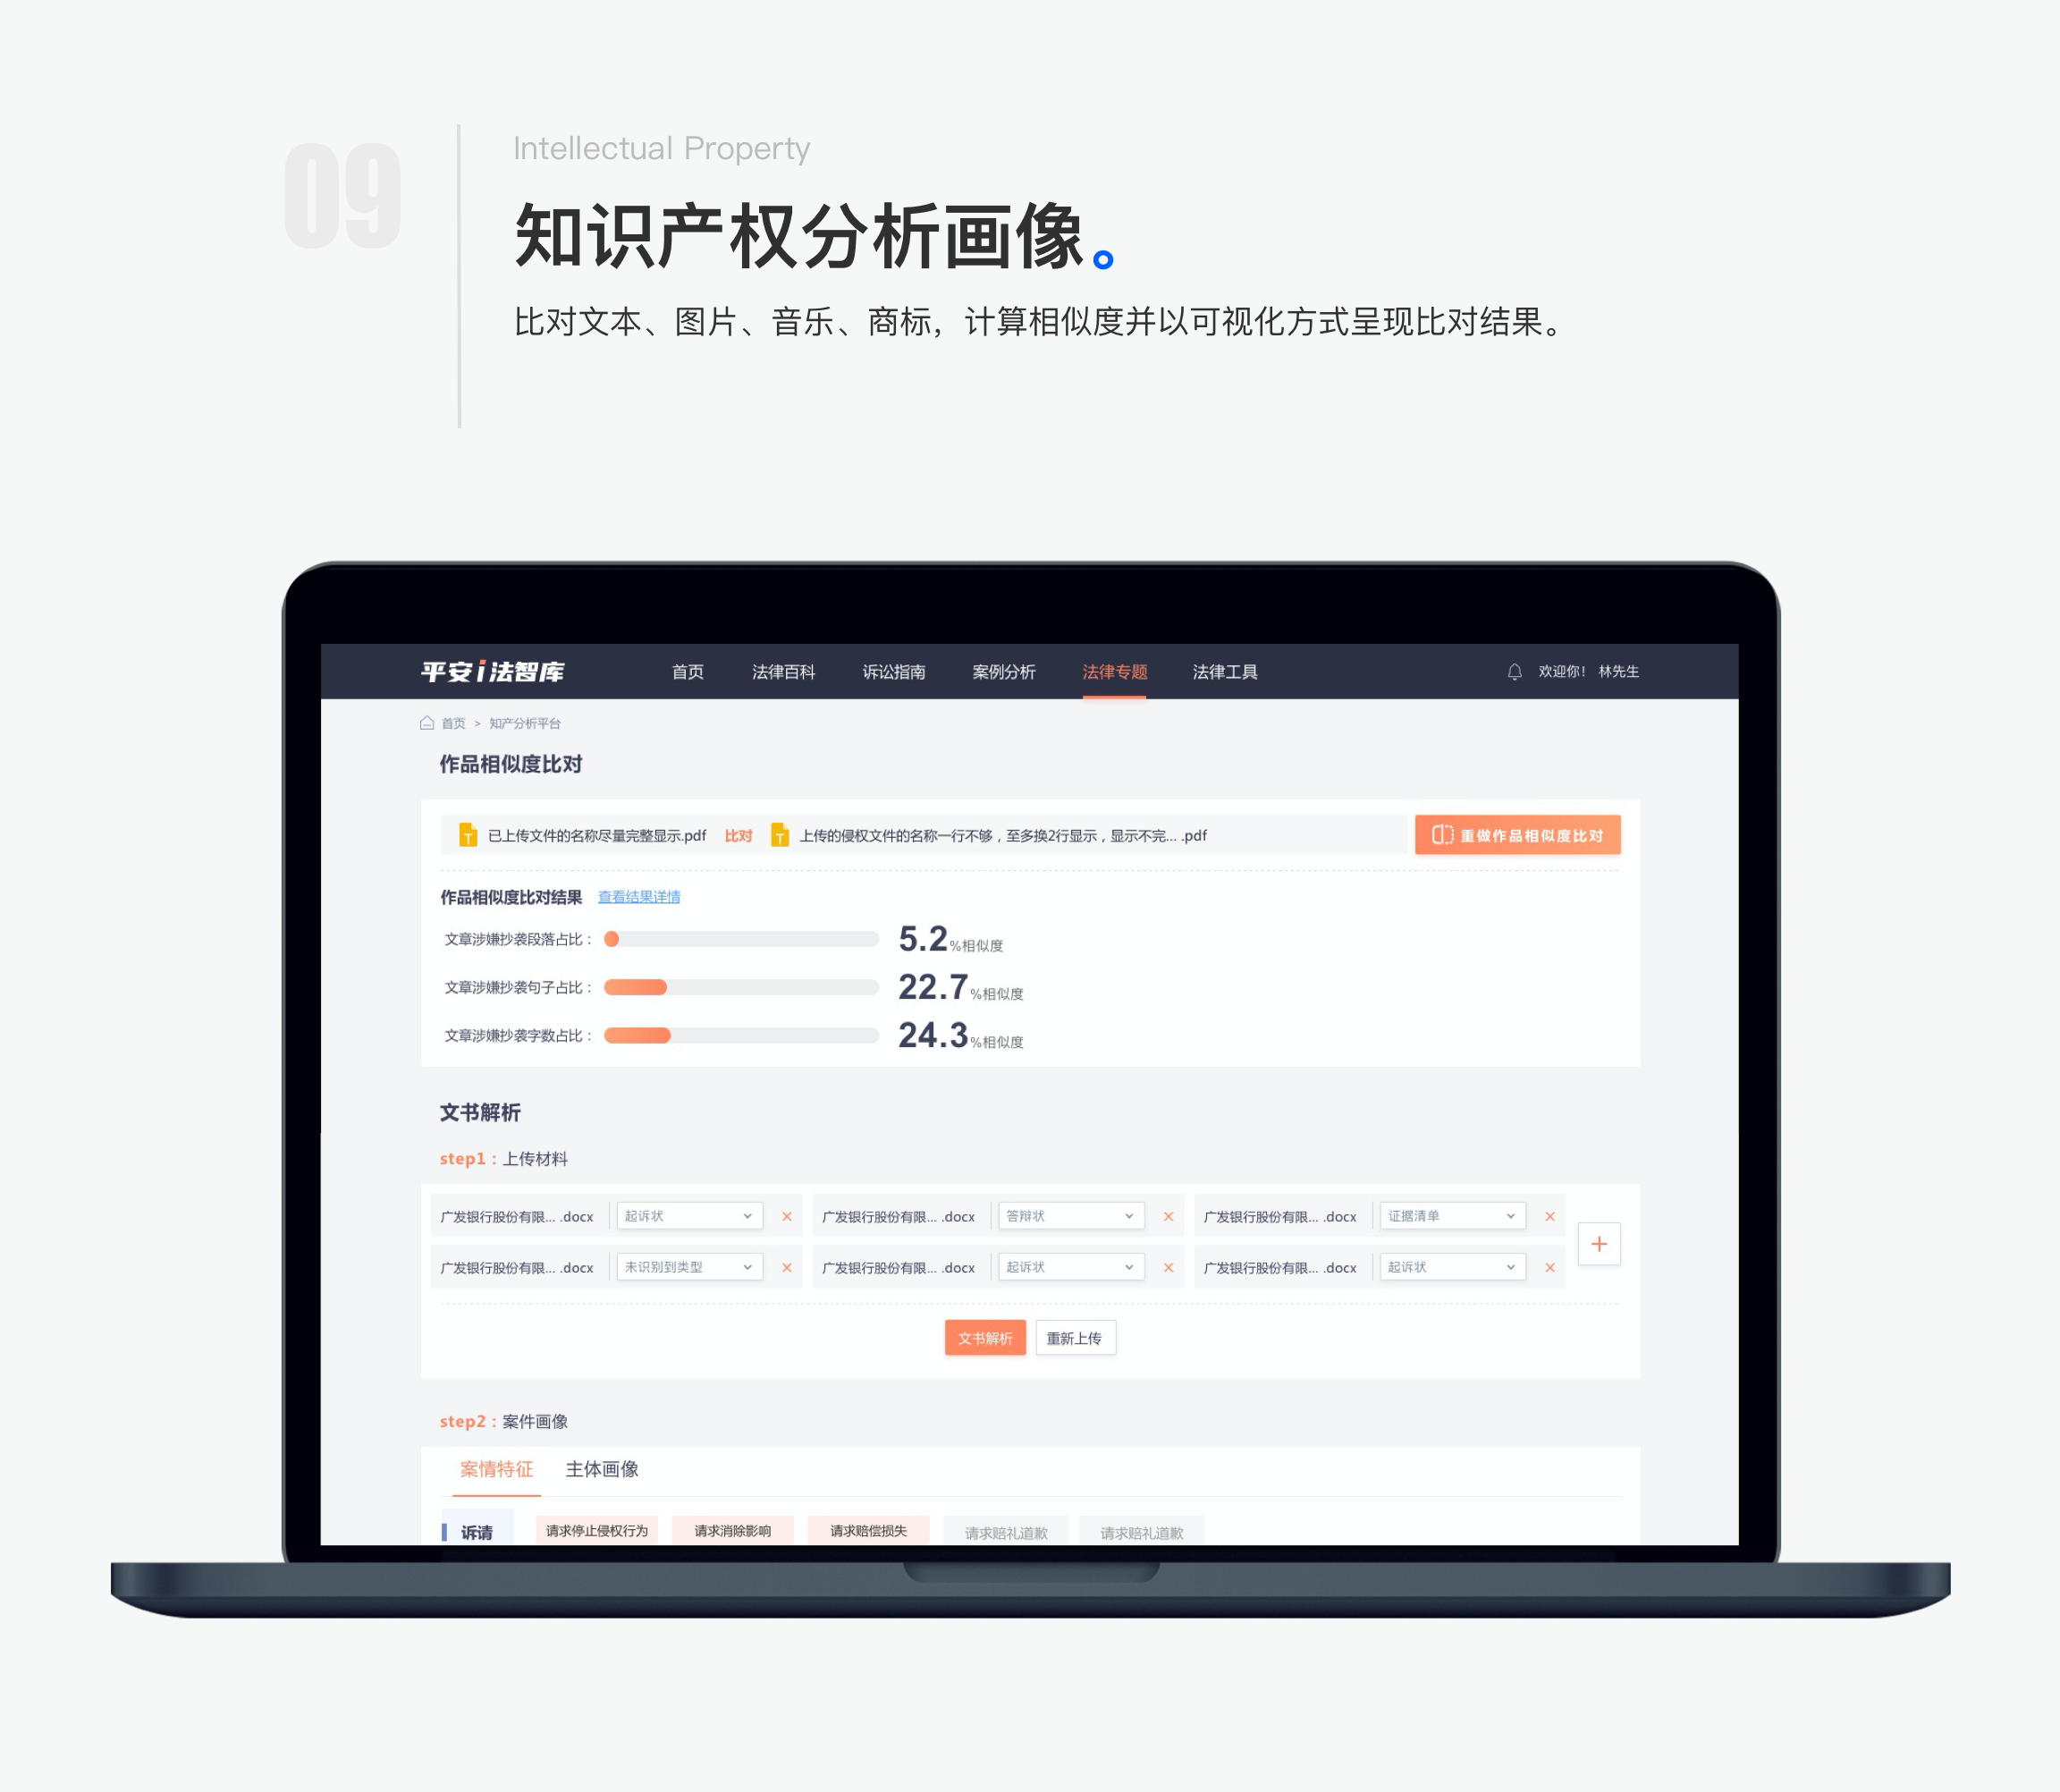 09
Intellectual Property
知识产权分析画像。
比对文本、图片、音乐、商标，计算相似度并以可视化方式呈现比对结果。
平安i法智库 首页 法律百科 诉讼指南 案例分析 法律专题 法律工具 欢迎你！ 林先生
首页 > 知产分析平台
作品相似度比对
T 已上传文件的名称尽量完整显示.pdf 比对 T 上传的侵权文件的名称一行不够，至多换2行显示，显示不完... .pdf 重做作品相似度比对
作品相似度比对结果 查看结果详情
文章涉嫌抄袭段落占比： 5.2%相似度
文章涉嫌抄袭句子占比： 22.7%相似度
文章涉嫌抄袭字数占比： 24.3%相似度
文书解析
step1：上传材料
广发银行股份有限... .docx 起诉状 × 广发银行股份有限... .docx 答辩状 × 广发银行股份有限... .docx 证据清单 ×
+
广发银行股份有限... .docx 未识别到类型 × 广发银行股份有限... .docx 起诉状 × 广发银行股份有限... .docx 起诉状 ×
文书解析 重新上传
step2：案件画像
案情特征 主体画像
诉请 请求停止侵权行为 请求消除影响 请求赔偿损失 请求赔礼道歉 请求赔礼道歉